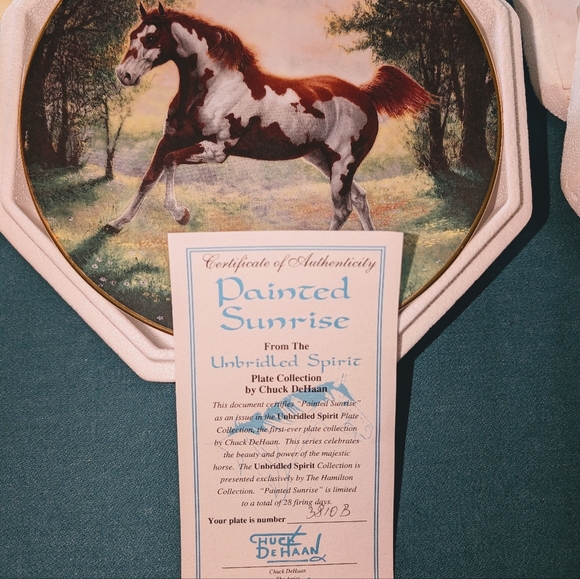 Certificate of Authenticity
Painted
Sunrise
From The
Unbridled Spirit
Plate Collection
by Chuck DeHaan
This document certifies "Painted Sunrise"
as an issue in the Unbridled Spirit Plate
Collection, the first-ever plate collection
by Chuck DeHaan. This series celebrates
the beauty and power of the majestic
horse. The Unbridled Spirit Collection is
presented exclusively by The Hamilton
Collection. "Painted Sunrise" is limited
to a total of 28 firing days.
Your plate is number 3810B
CHUCK
DEHAAN
Chuck DeHaan